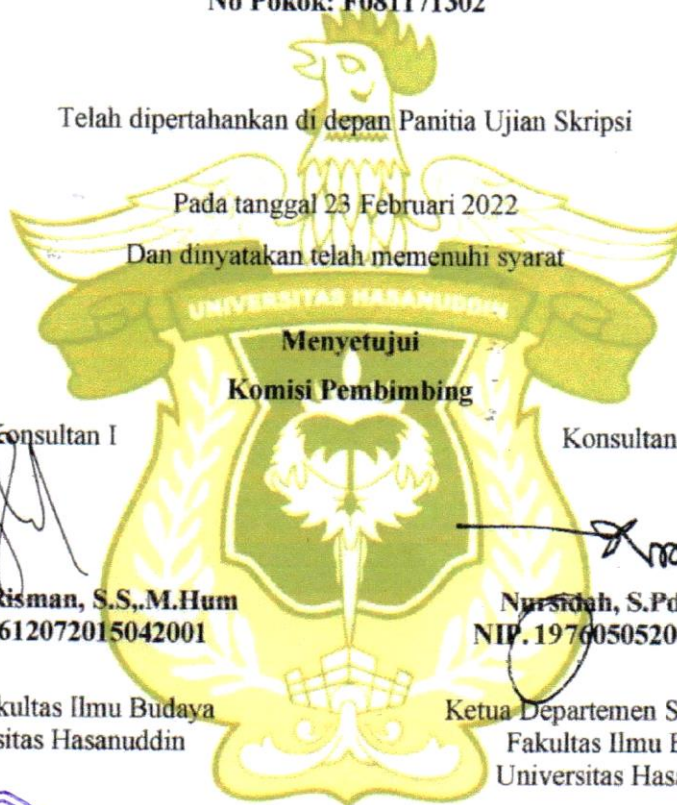 No Pokok: F081171302
Telah dipertahankan di depan Panitia Ujian Skripsi
Pada tanggal 23 Februari 2022
Dan dinyatakan telah memenuhi syarat
UNIVERSITAS HASANUDDIN
Menyetujui
Komisi Pembimbing
Konsultan I
Konsultan
Risman, S.S,.M.Hum
Nursidah, S.Pd
612072015042001
NIP. 1976050520
kultas Ilmu Budaya
Ketua Departemen S
sitas Hasanuddin
Fakultas Ilmu B
Universitas Hasa